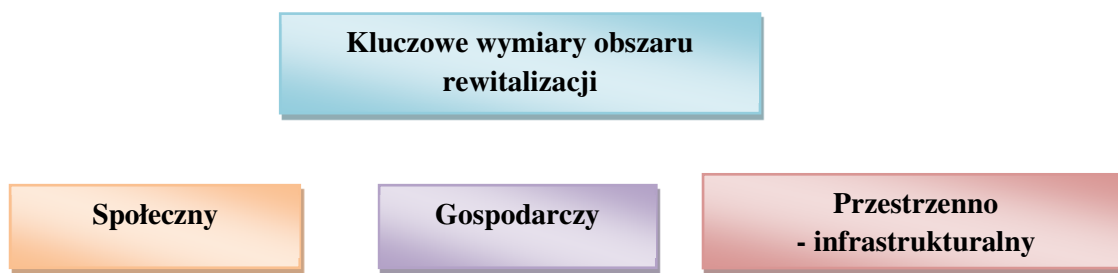 Kluczowe wymiary obszaru
rewitalizacji
Społeczny
Gospodarczy
Przestrzenno
- infrastrukturalny